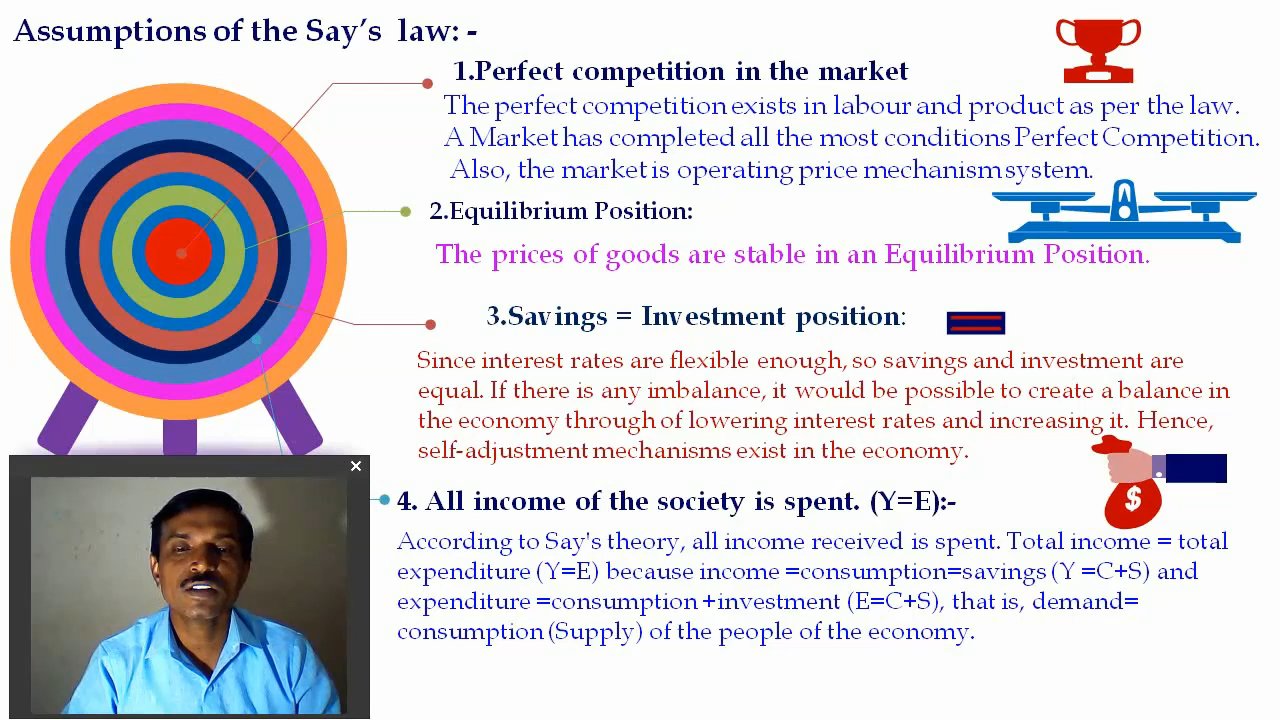 Assumptions of the Say's law: -
1.Perfect competition in the market
The perfect competition exists in labour and product as per the law.
A Market has completed all the most conditions Perfect Competition.
Also, the market is operating price mechanism system.
2.Equilibrium Position:
The prices of goods are stable in an Equilibrium Position.
3.Savings = Investment position:
Since interest rates are flexible enough, so savings and investment are
equal. If there is any imbalance, it would be possible to create a balance in
the economy through of lowering interest rates and increasing it. Hence,
self-adjustment mechanisms exist in the economy.
$
4. All income of the society is spent. (Y=E):-
According to Say's theory, all income received is spent. Total income = total
expenditure (Y=E) because income =consumption=savings (Y =C+S) and
expenditure =consumption +investment (E=C+S), that is, demand=
consumption (Supply) of the people of the economy.